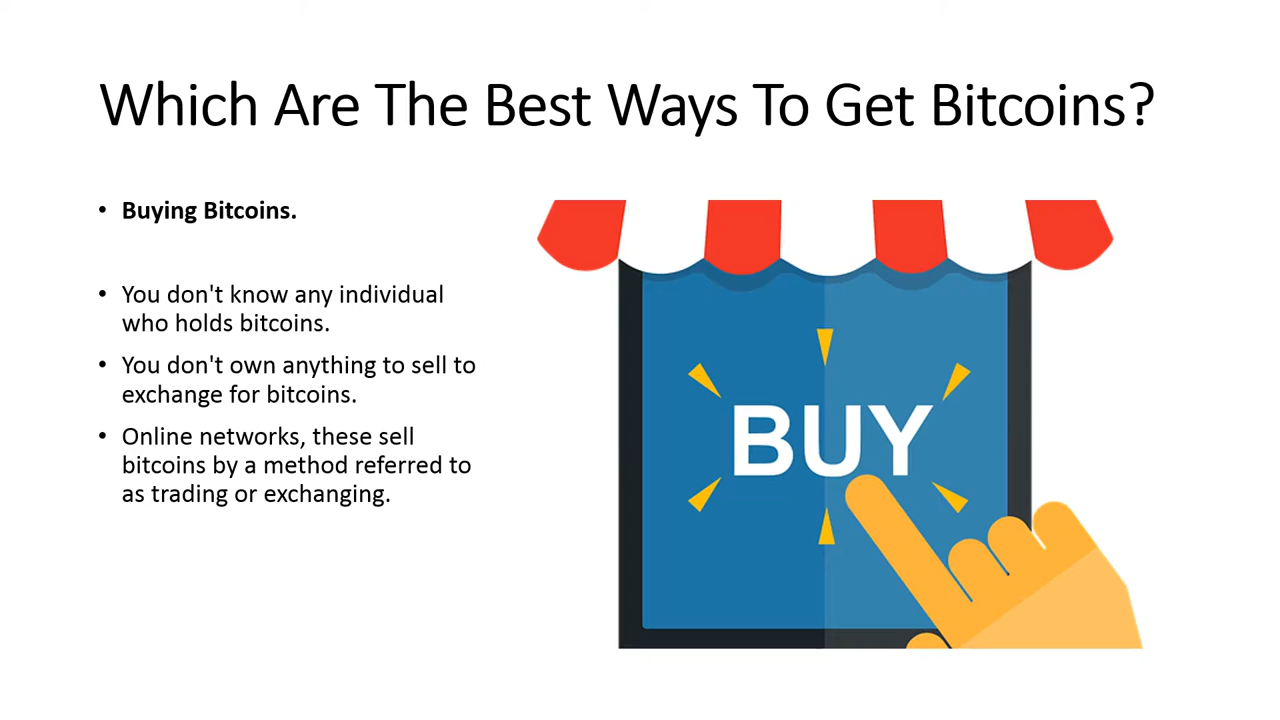 Which Are The Best Ways To Get Bitcoins?
• Buying Bitcoins.
• You don't know any individual
who holds bitcoins.
• You don't own anything to sell to
exchange for bitcoins.
• Online networks, these sell
bitcoins by a method referred to
as trading or exchanging.
BUY